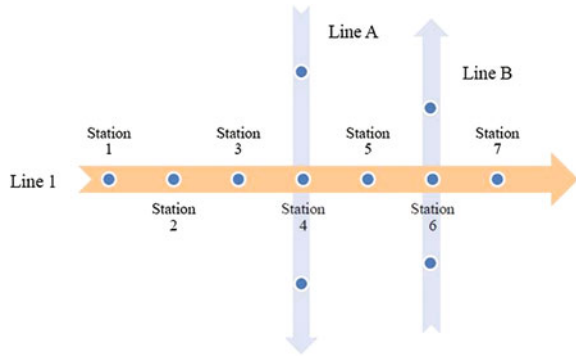 Line A
Line B
Station
1
Station
3
Station
5
Station
7
Line 1
Station
2
Station
4
Station
6